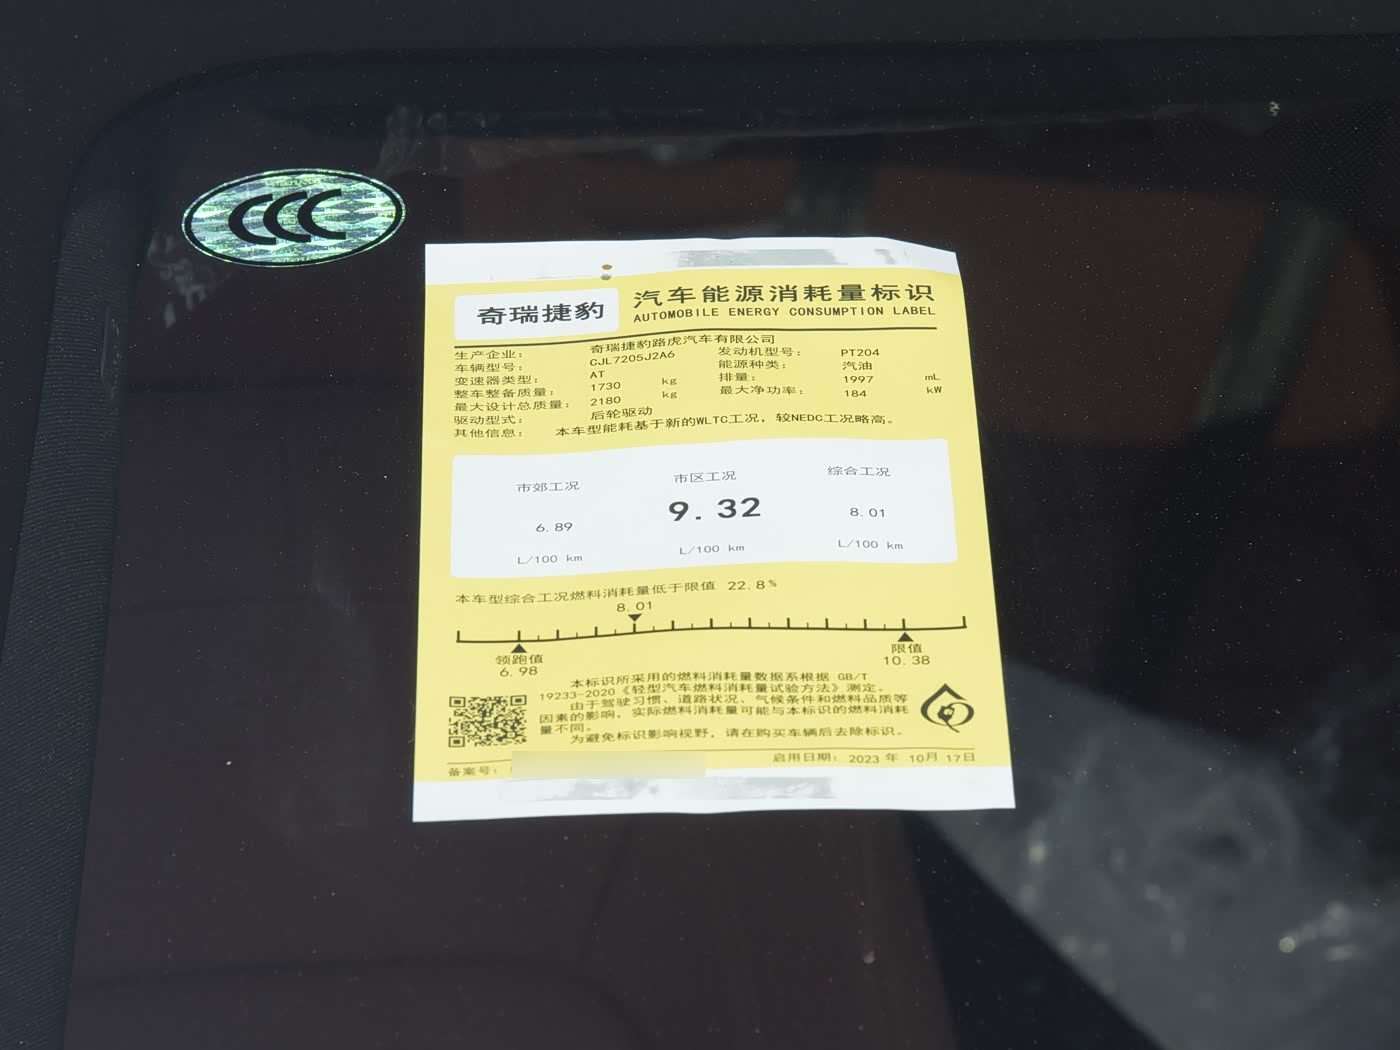 CCC
奇瑞捷豹
汽车能源消耗量标识
AUTOMOBILE ENERGY CONSUMPTION LABEL
生产企业: 奇瑞捷豹路虎汽车有限公司
车辆型号: CJL7205J2A6 发动机型号: PT204
变速器类型: AT 能源种类: 汽油
整车整备质量: 1730 kg 排量: 1997 mL
最大设计总质量: 2180 kg 最大净功率: 184 kW
驱动型式: 后轮驱动
其他信息: 本车型能耗基于新的WLTC工况，较NEDC工况略高。
市郊工况 市区工况 综合工况
6.89 9.32 8.01
L/100 km L/100 km L/100 km
本车型综合工况燃料消耗量低于限值 22.8%
8.01
领跑值 限值
6.98 10.38
本标识所采用的燃料消耗量数据系根据 GB/T
19233-2020《轻型汽车燃料消耗量试验方法》测定。
由于驾驶习惯、道路状况、气候条件和燃料品质等
因素的影响，实际燃料消耗量可能与本标识的燃料消耗
量不同。
为避免标识影响视野，请在购买车辆后去除标识。
备案号: 启用日期: 2023 年 10月 17日